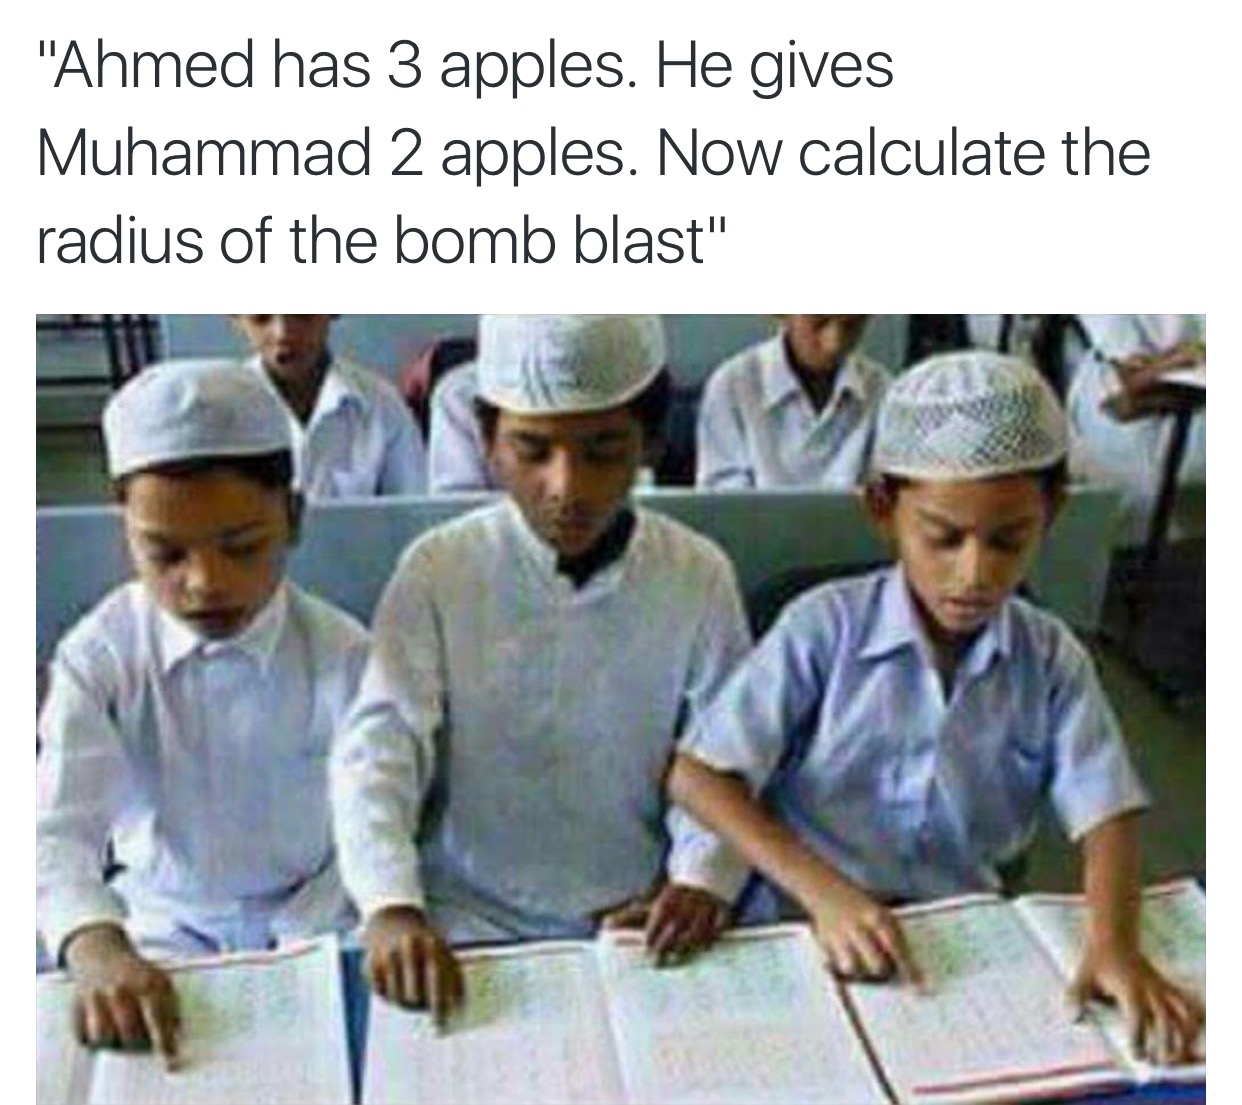 "Ahmed has 3 apples. He gives
Muhammad 2 apples. Now calculate the
radius of the bomb blast"